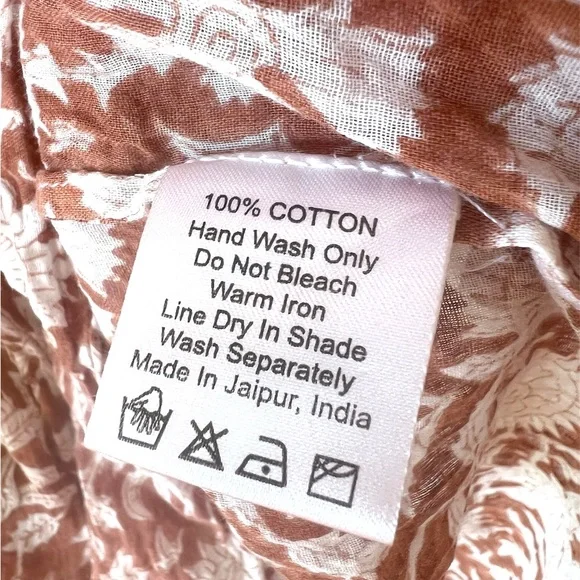 100% COTTON
Hand Wash Only
Do Not Bleach
Warm Iron
Line Dry In Shade
Wash Separately
Made In Jaipur, India